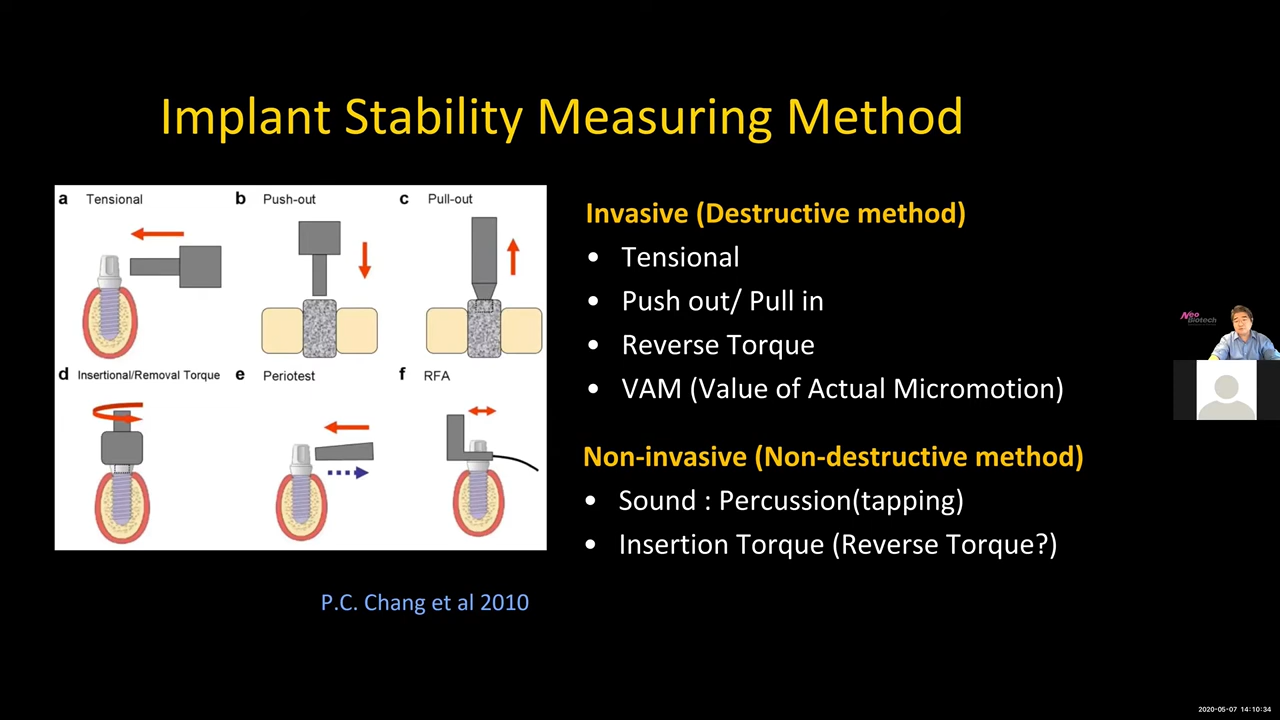 Implant Stability Measuring Method
a Tensional
b Push-out
c Pull-out
d Insertional/Removal Torque
e Periotest
f RFA
P.C. Chang et al 2010
Invasive (Destructive method)
• Tensional
• Push out/ Pull in
• Reverse Torque
• VAM (Value of Actual Micromotion)
Non-invasive (Non-destructive method)
• Sound : Percussion(tapping)
• Insertion Torque (Reverse Torque?)
Neo
Biotech
2020-05-07 14:10:34